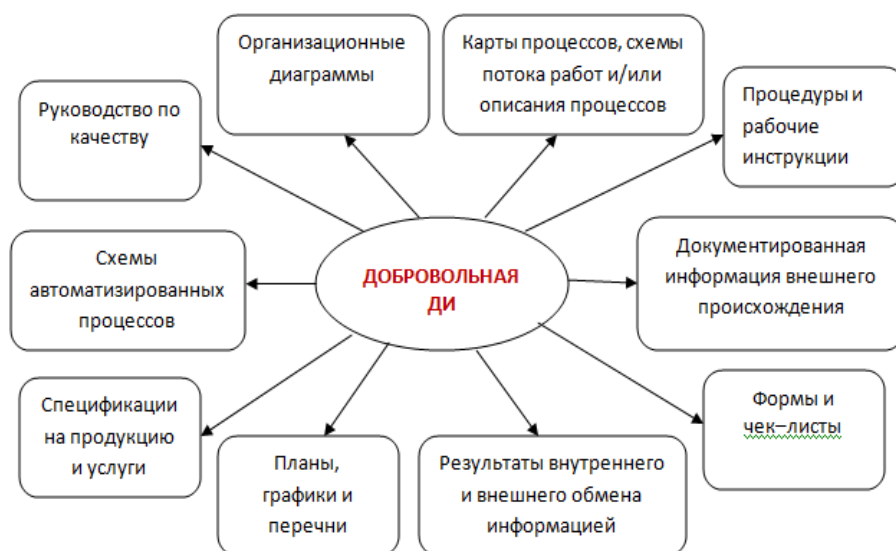 Организационные
диаграммы
Карты процессов, схемы
потока работ и/или
описания процессов
Руководство по
качеству
Процедуры и
рабочие
инструкции
Схемы
автоматизированных
процессов
ДОБРОВОЛЬНАЯ
ДИ
Документированная
информация внешнего
происхождения
Спецификации
на продукцию
и услуги
Планы,
графики и
перечни
Результаты внутреннего
и внешнего обмена
информацией
Формы и
чек–листы